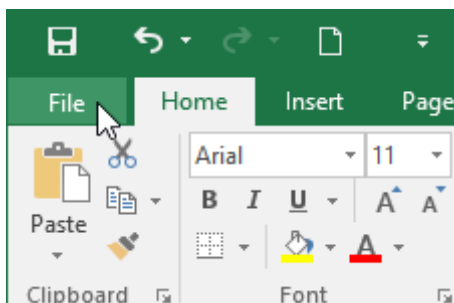 File Home Insert Page
Arial 11
B I U A A
Paste
A
Clipboard Font